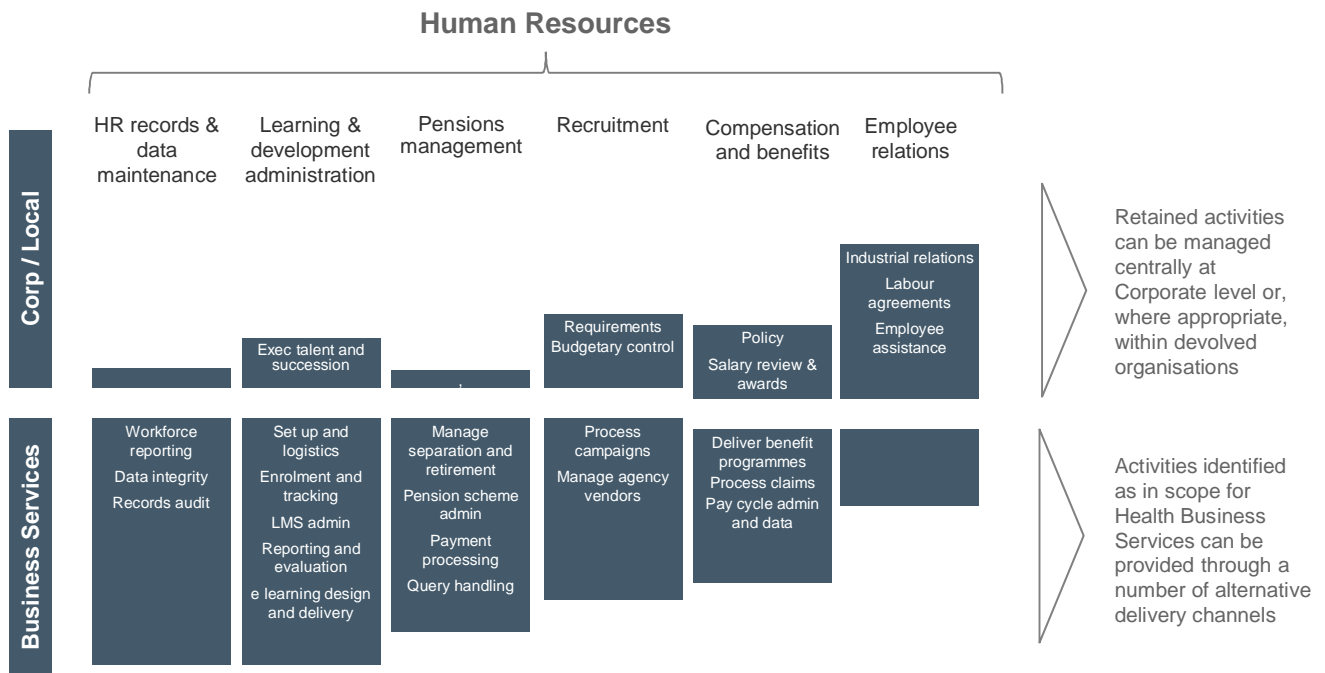 Human Resources
HR records &
data
maintenance
Learning &
development
administration
Pensions
management
Recruitment
Compensation
and benefits
Employee
relations
Corp / Local
Exec talent and
succession
,
Requirements
Budgetary control
Policy
Salary review &
awards
Industrial relations
Labour
agreements
Employee
assistance
Retained activities
can be managed
centrally at
Corporate level or,
where appropriate,
within devolved
organisations
Business Services
Workforce
reporting
Data integrity
Records audit
Set up and
logistics
Enrolment and
tracking
LMS admin
Reporting and
evaluation
e learning design
and delivery
Manage
separation and
retirement
Pension scheme
admin
Payment
processing
Query handling
Process
campaigns
Manage agency
vendors
Deliver benefit
programmes
Process claims
Pay cycle admin
and data
Activities identified
as in scope for
Health Business
Services can be
provided through a
number of alternative
delivery channels